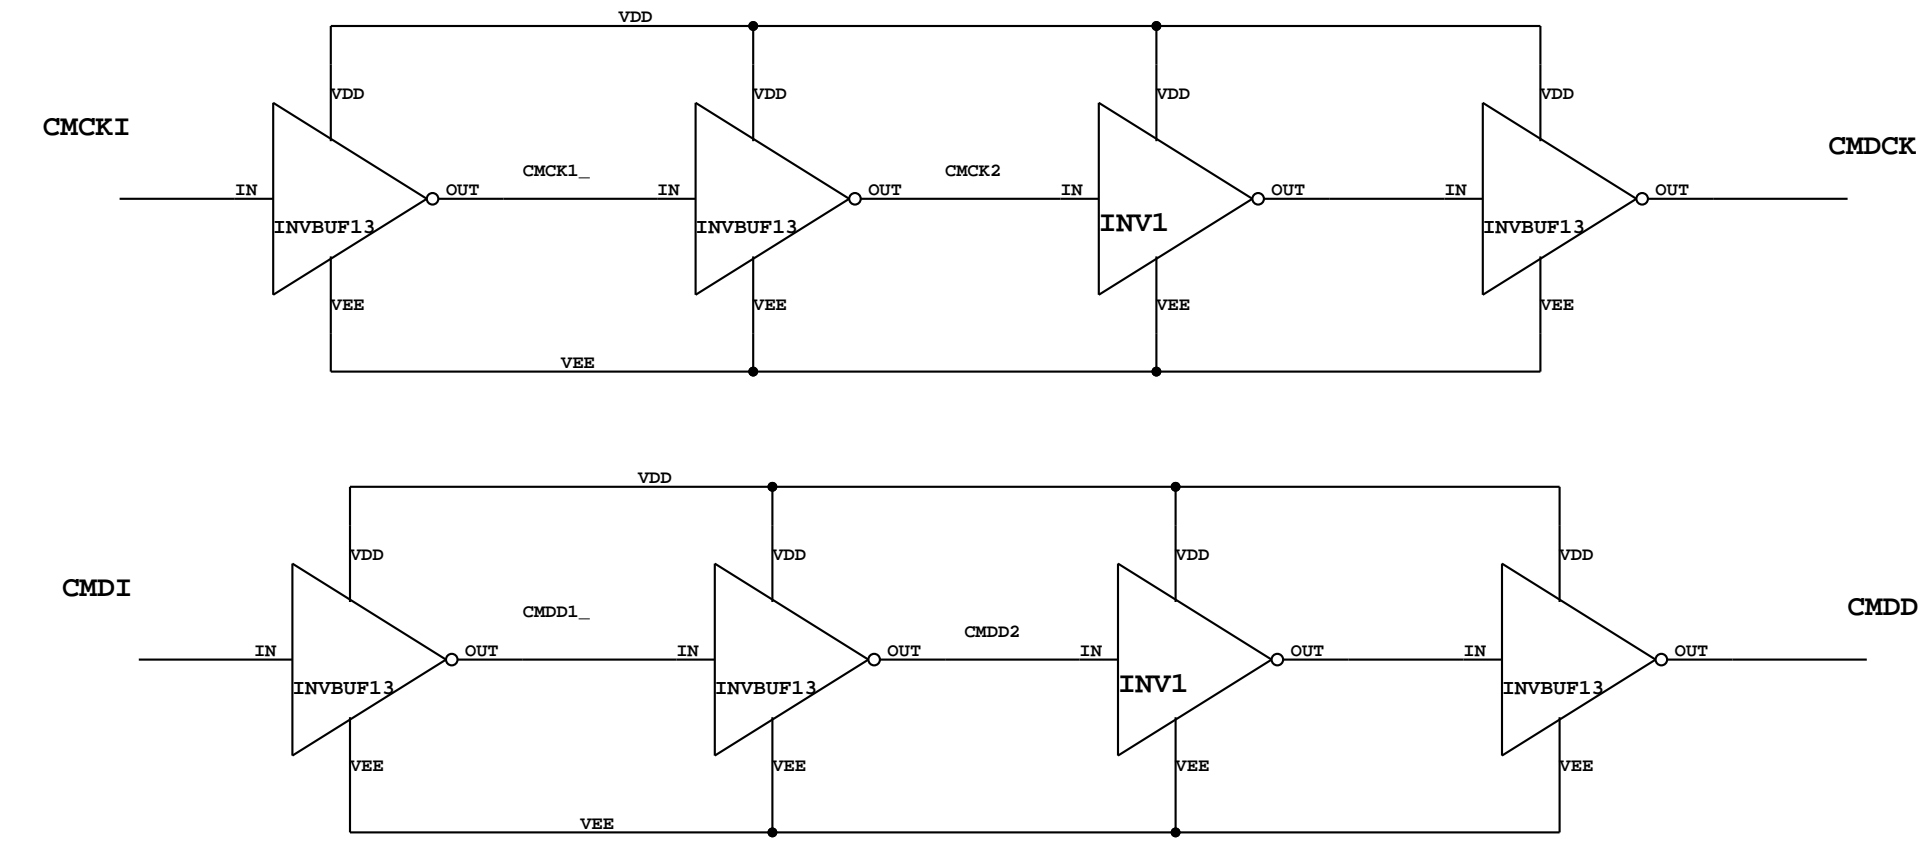 VDD
VDD VDD VDD VDD
CMCKI
CMDCK
CMCK1_ CMCK2
IN OUT IN OUT IN OUT IN OUT
INVBUF13 INVBUF13 INV1 INVBUF13
VEE VEE VEE VEE
VEE
VDD
VDD VDD VDD VDD
CMDI
CMDD
CMDD1_ CMDD2
IN OUT IN OUT IN OUT IN OUT
INVBUF13 INVBUF13 INV1 INVBUF13
VEE VEE VEE VEE
VEE